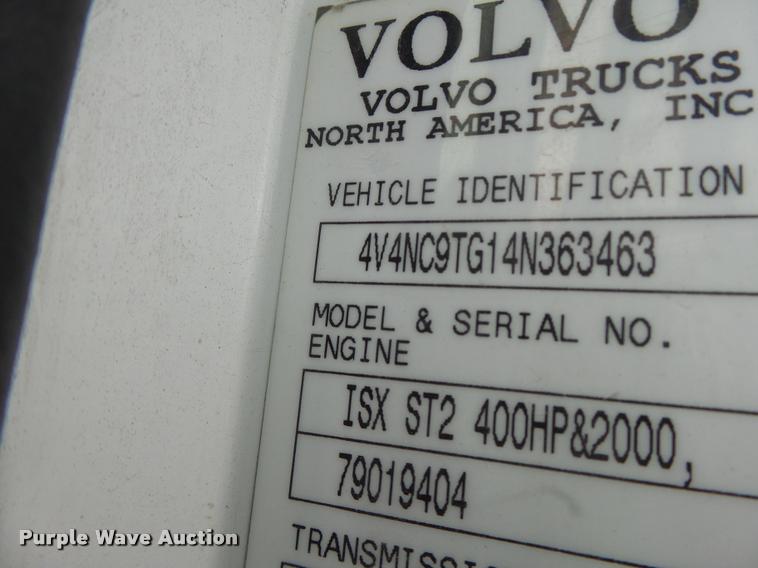 VOLVO
VOLVO TRUCKS
NORTH AMERICA, INC
VEHICLE IDENTIFICATION
4V4NC9TG14N363463
MODEL & SERIAL NO.
ENGINE
ISX ST2 400HP&2000,
79019404
Purple Wave Auction